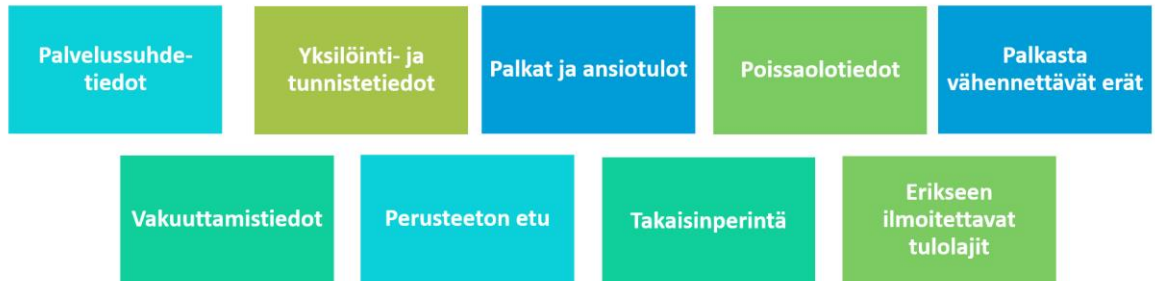 Palvelussuhde-
tiedot
Yksilöinti- ja
tunnistetiedot
Palkat ja ansiotulot
Poissaolotiedot
Palkasta
vähennettävät erät
Vakuuttamistiedot
Perusteeton etu
Takaisinperintä
Erikseen
ilmoitettavat
tulolajit